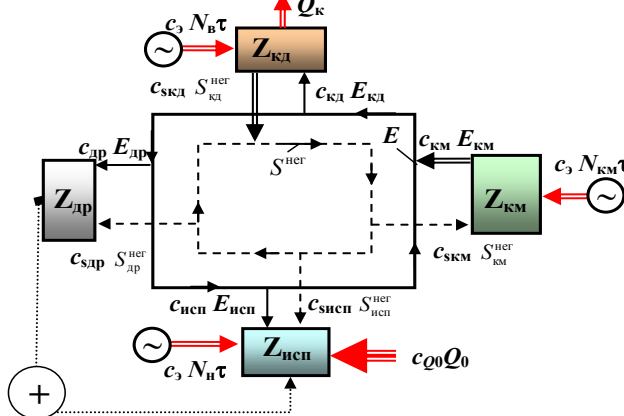 Q_к
c_э N_в τ
~
Z_кд
c_sкд S_кд^нег
c_кд E_кд
c_др E_др
S^нег
E
c_км E_км
c_э N_км τ
Z_др
Z_км
~
c_sдр S_др^нег
c_sкм S_км^нег
c_исп E_исп
c_sисп S_исп^нег
~
Z_исп
c_Q0 Q_0
c_э N_н τ
+